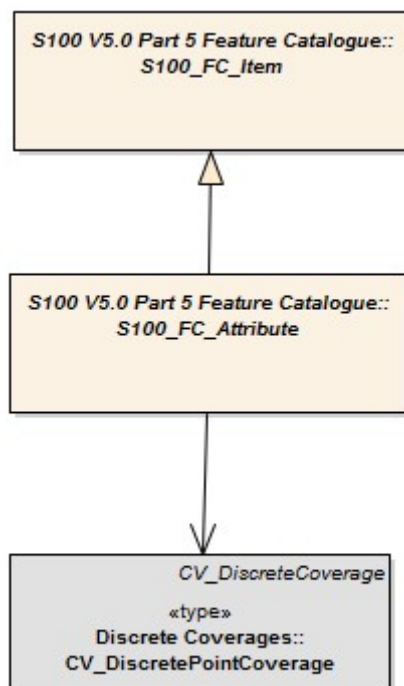 S100 V5.0 Part 5 Feature Catalogue::
S100_FC_Item
S100 V5.0 Part 5 Feature Catalogue::
S100_FC_Attribute
CV_DiscreteCoverage
«type»
Discrete Coverages::
CV_DiscretePointCoverage